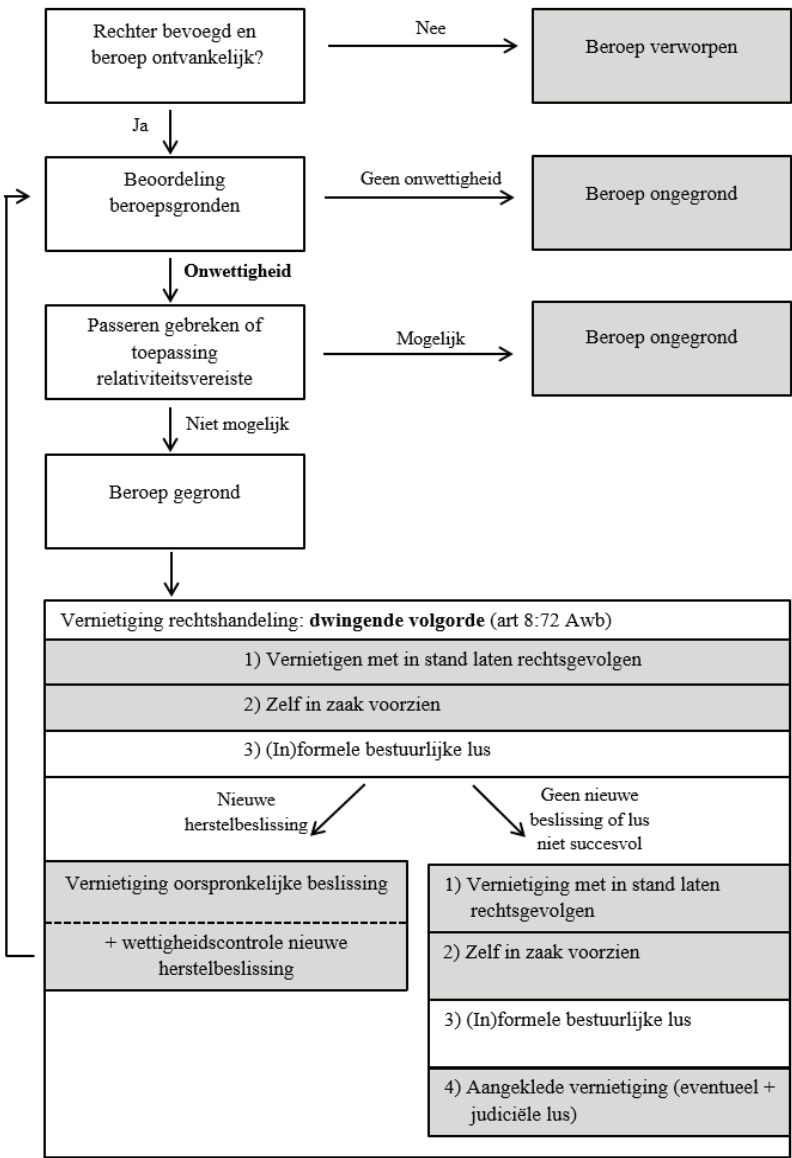 Rechter bevoegd en
beroep ontvankelijk?
Nee
Beroep verworpen
Ja
Beoordeling
beroepsgronden
Geen onwettigheid
Beroep ongegrond
Onwettigheid
Passeren gebreken of
toepassing
relativiteitsvereiste
Mogelijk
Beroep ongegrond
Niet mogelijk
Beroep gegrond
Vernietiging rechtshandeling: dwingende volgorde (art 8:72 Awb)
1) Vernietigen met in stand laten rechtsgevolgen
2) Zelf in zaak voorzien
3) (In)formele bestuurlijke lus
Nieuwe
herstelbeslissing
Geen nieuwe
beslissing of lus
niet succesvol
Vernietiging oorspronkelijke beslissing
+ wettigheidscontrole nieuwe
herstelbeslissing
1) Vernietiging met in stand laten
rechtsgevolgen
2) Zelf in zaak voorzien
3) (In)formele bestuurlijke lus
4) Aangeklede vernietiging (eventueel +
judiciële lus)